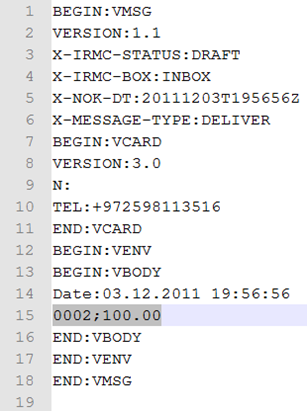 1 BEGIN:VMSG
2 VERSION:1.1
3 X-IRMC-STATUS:DRAFT
4 X-IRMC-BOX:INBOX
5 X-NOK-DT:20111203T195656Z
6 X-MESSAGE-TYPE:DELIVER
7 BEGIN:VCARD
8 VERSION:3.0
9 N:
10 TEL:+972598113516
11 END:VCARD
12 BEGIN:VENV
13 BEGIN:VBODY
14 Date:03.12.2011 19:56:56
15 0002;100.00
16 END:VBODY
17 END:VENV
18 END:VMSG
19